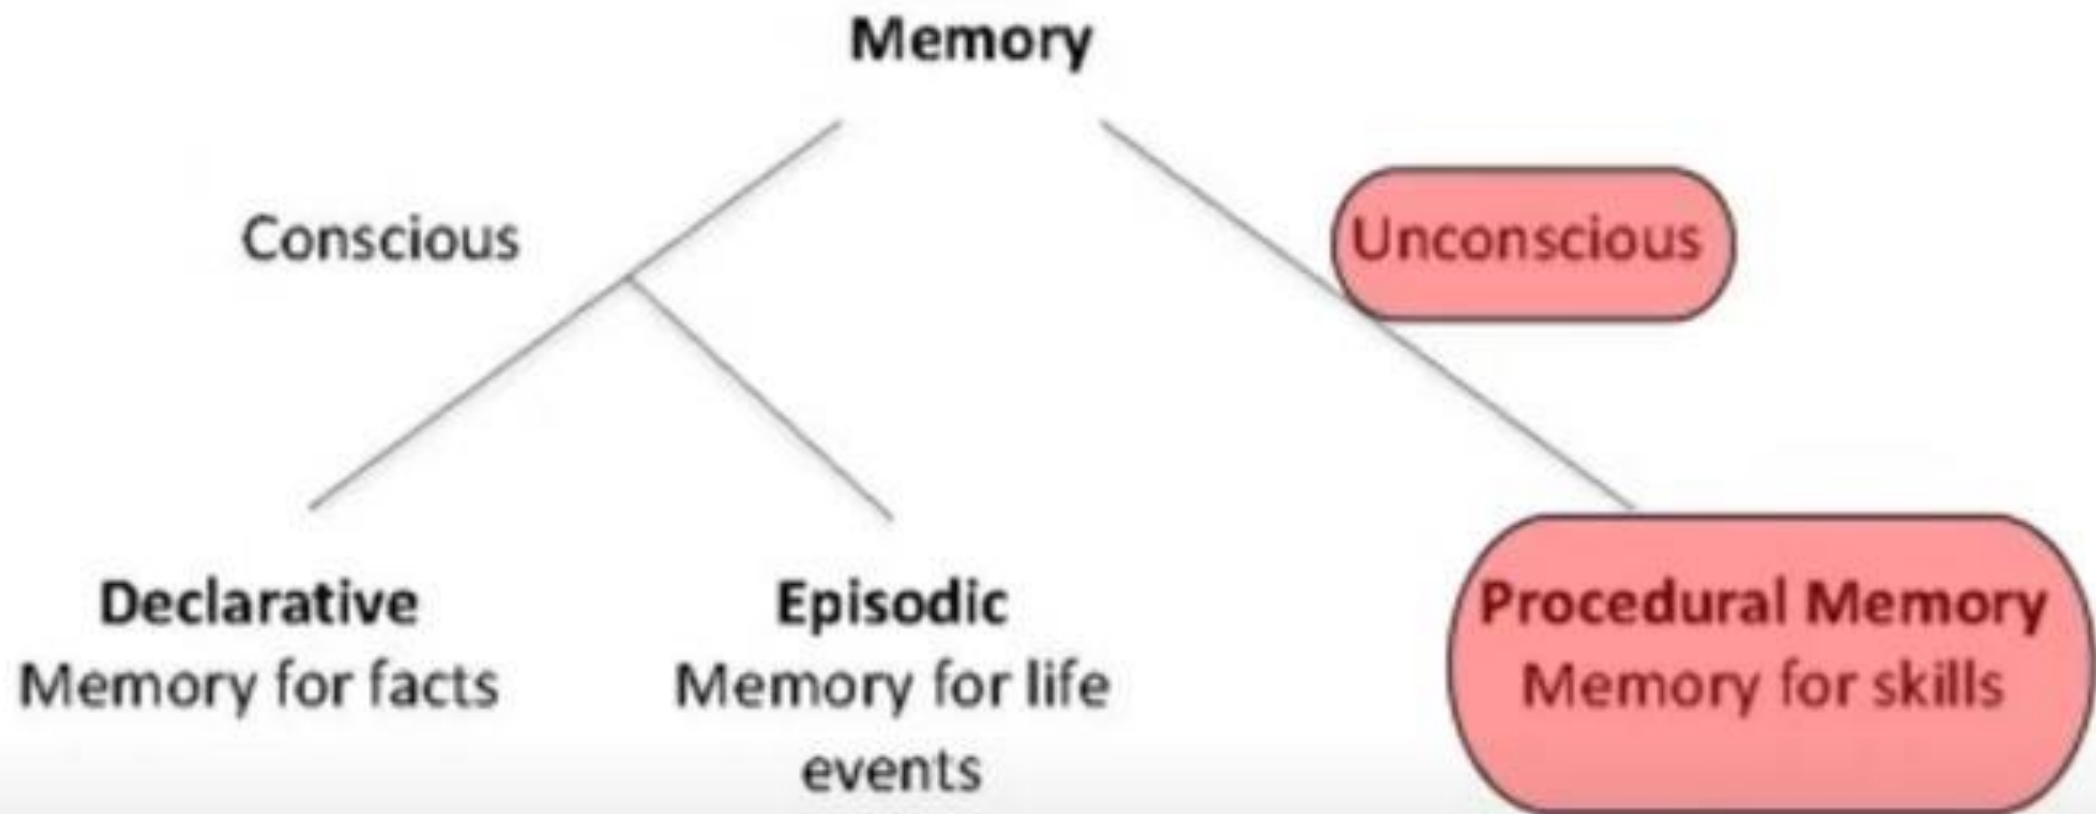 Memory
Conscious
Unconscious
Declarative
Memory for facts
Episodic
Memory for life
events
Procedural Memory
Memory for skills